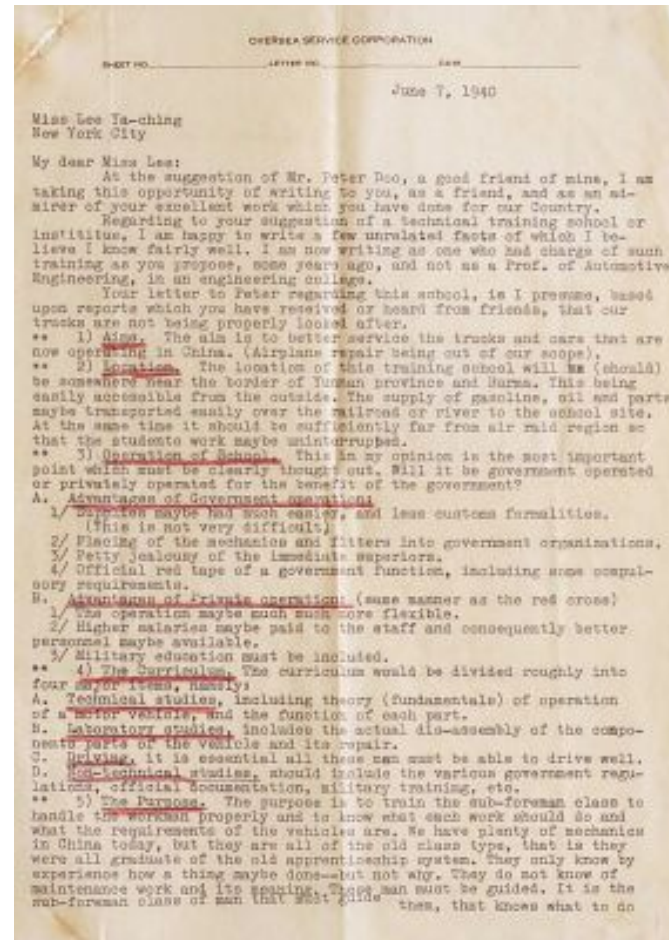 OVERSEA SERVICE CORPORATION
SHEET NO. LETTER NO. DATE
June 7, 1940
Miss Lee Ya-ching
New York City
My dear Miss Lee:
At the suggestion of Mr. Peter Doo, a good friend of mine, I am
taking this opportunity of writing to you, as a friend, and as an ad-
mirer of your excellent work which you have done for our Country.
Regarding to your suggestion of a technical training school or
institiutus, I am happy to write a few unrelated facts of which I be-
lieve I know fairly well. I am now writing as one who had charge of such
training as you propose, some years ago, and not as a Prof. of Automotive
Engineering, in an engineering college.
Your letter to Peter regarding this school, is I presume, based
upon reports which you have received or heard from friends, that our
trucks are not being properly looked after.
** 1) Aims. The aim is to better service the trucks and cars that are
now operating in China. (Airplane repair being out of our scope).
** 2) Location. The location of this training school will (should)
be somewhere near the border of Yunnan province and Burma. This being
easily accessible from the outside. The supply of gasoline, oil and parts
maybe transported easily over the railroad or river to the school site.
At the same time it should be sufficiently far from air raid region so
that the students work maybe uninterrupted.
** 3) Operation of School. This in my opinion is the most important
point which must be clearly thought out. Will it be government operated
or privately operated for the benefit of the government?
A. Advantages of Government operation:
1/ Supplies maybe had much easier, and less customs formalities.
(This is not very difficult)
2/ Placing of the mechanics and fitters into government organizations.
3/ Petty jealousy of the immediate superiors.
4/ Official red tape of a government function, including some compul-
sory requirements.
B. Advantages of Private operation: (same manner as the red cross)
1/ The operation maybe much much more flexible.
2/ Higher salaries maybe paid to the staff and consequently better
personnel maybe available.
3/ Military education must be included.
** 4) The Curriculum. The curriculum would be divided roughly into
four major items, namely:
A. Technical studies, including theory (fundamentals) of operation
of a motor vehicle, and the function of each part.
B. Laboratory studies, includes the actual dis-assembly of the compo-
nents parts of the vehicle and its repair.
C. Driving, it is essential all these man must be able to drive well.
D. Non-technical studies, should include the various government regu-
lations, official documentation, military training, etc.
** 5) The Purpose. The purpose is to train the sub-foreman class to
handle the workman properly and to know what each work should do and
what the requirements of the vehicles are. We have plenty of mechanics
in China today, but they are all of the old class type, that is they
were all graduate of the old apprenticeship system. They only know by
experience how a thing maybe done--but not why. They do not know of
maintenance work and its meaning. These man must be guided. It is the
sub-foreman class of man that must guide them, that knows what to do